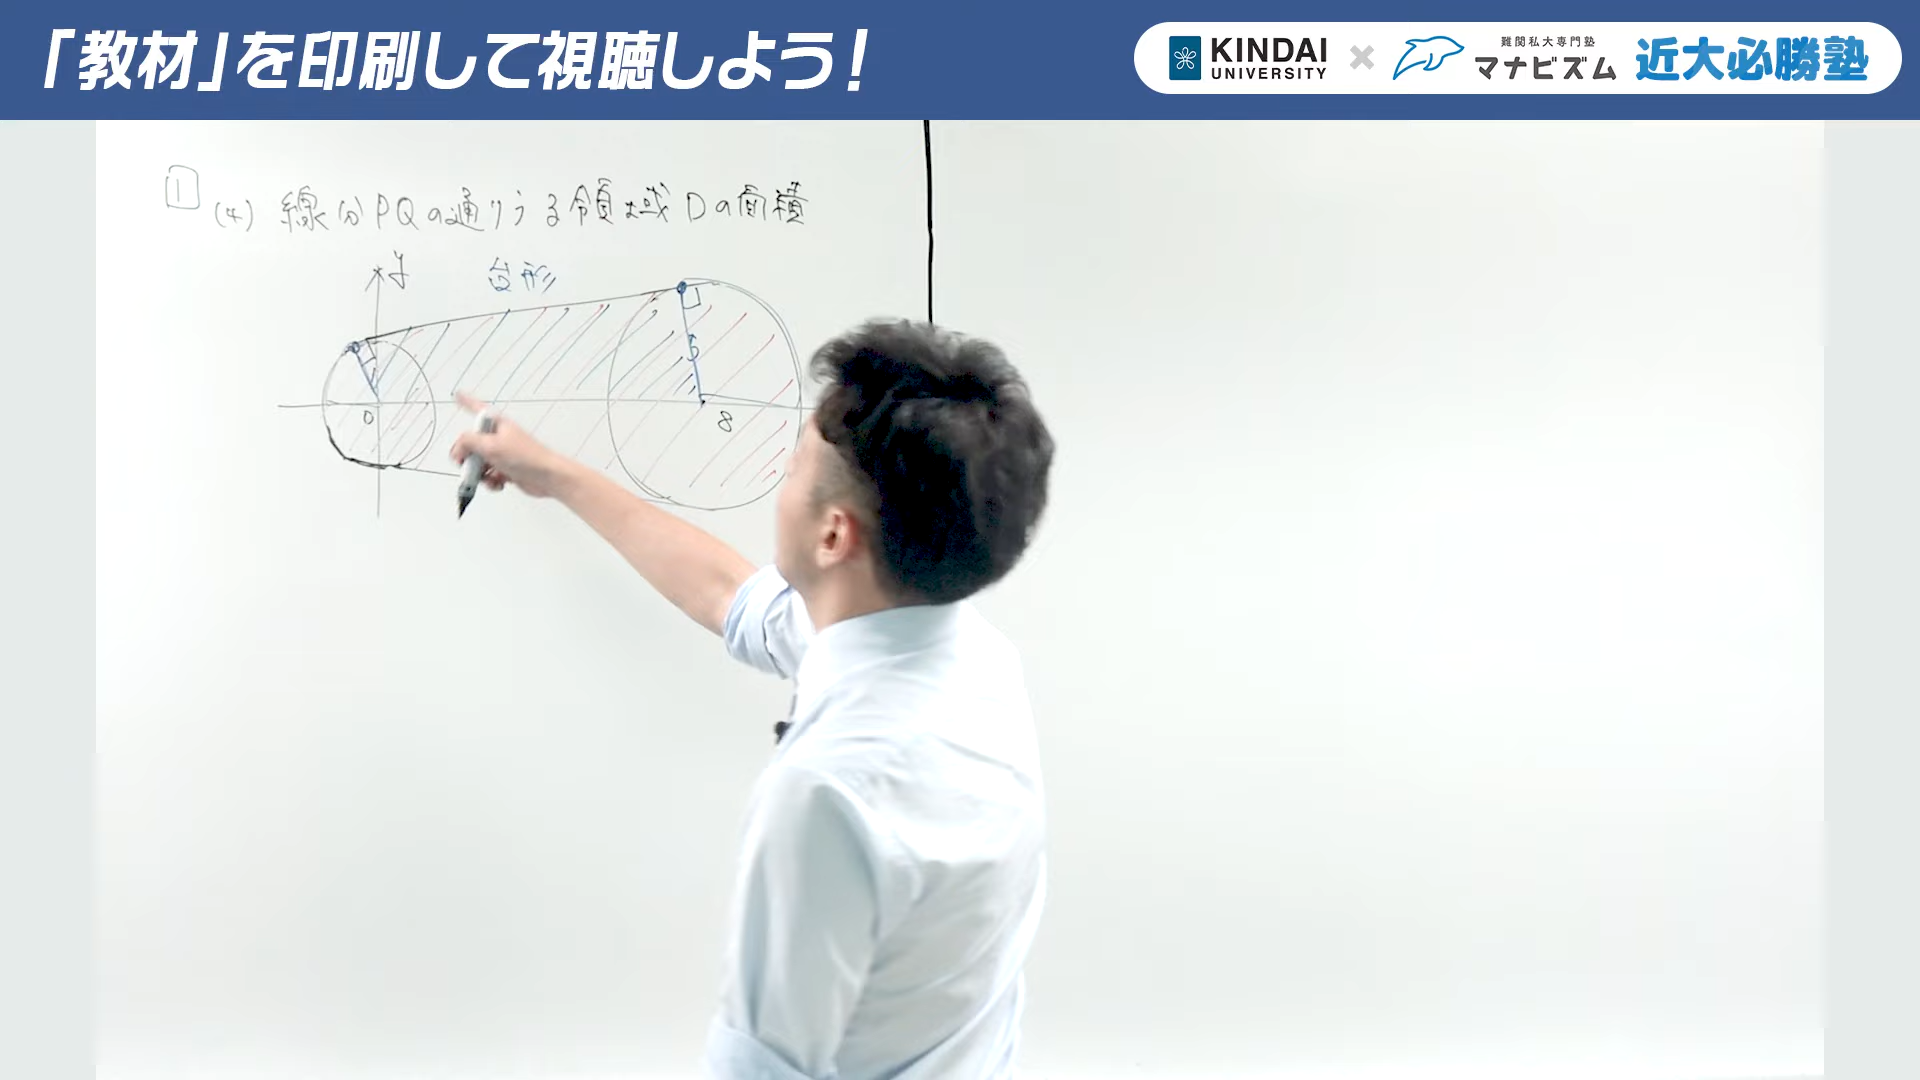 「教材」を印刷して視聴しよう!
KINDAI UNIVERSITY × 難関私大専門塾 マナビズム 近大必勝塾
1
(4) 線分PQの通りうる領域Dの面積
y
台形
5
0
8